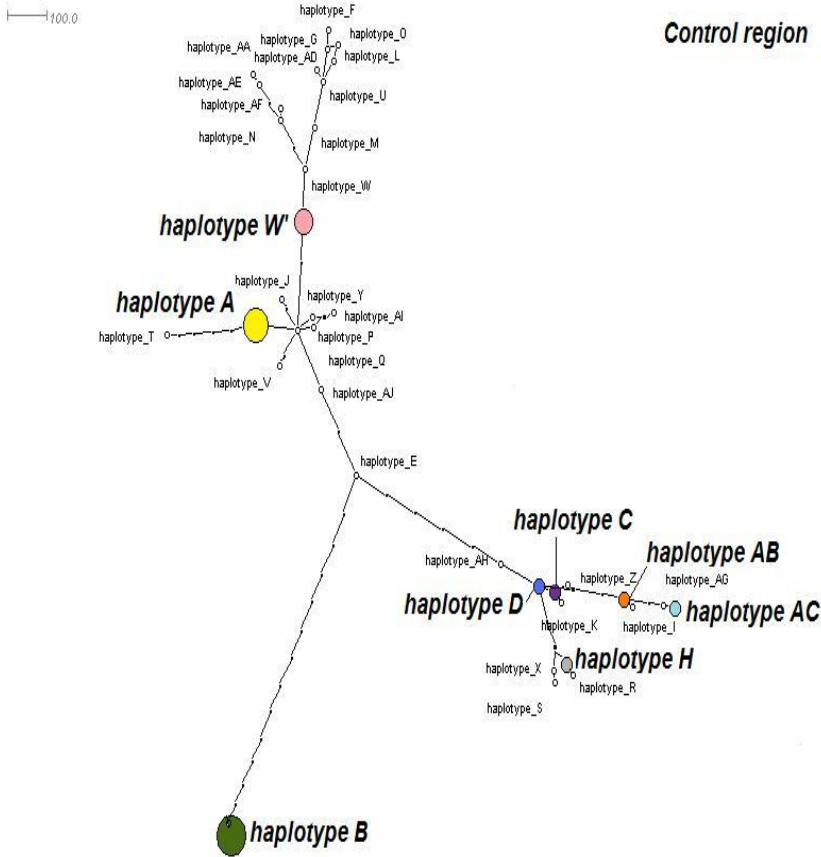 100.0
Control region
haplotype_F
haplotype_G
haplotype_O
haplotype_AA
haplotype_AD
haplotype_L
haplotype_AE
haplotype_U
haplotype_AF
haplotype_N
haplotype_M
haplotype_W
haplotype W'
haplotype_J
haplotype_Y
haplotype A
haplotype_AI
haplotype_T
haplotype_P
haplotype_Q
haplotype_V
haplotype_AJ
haplotype_E
haplotype C
haplotype AB
haplotype_AH
haplotype_Z
haplotype_AG
haplotype D
haplotype AC
haplotype_K
haplotype_I
haplotype H
haplotype_X
haplotype_R
haplotype_S
haplotype B